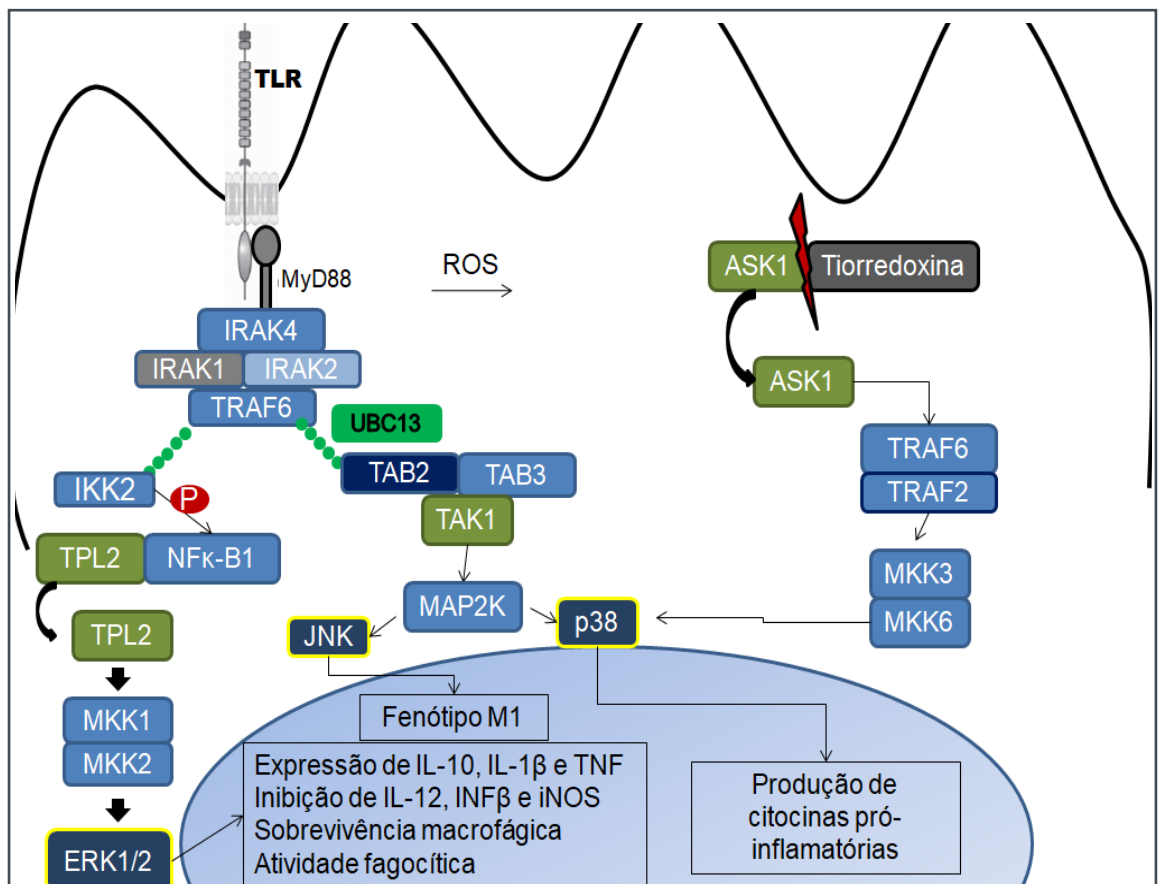 TLR
MyD88
ROS
ASK1
Tiorredoxina
IRAK4
IRAK1
IRAK2
TRAF6
ASK1
UBC13
TRAF6
TRAF2
TAB2
TAB3
IKK2
P
TAK1
TPL2
NFκ-B1
MKK3
MKK6
MAP2K
p38
JNK
TPL2
Fenótipo M1
MKK1
MKK2
Expressão de IL-10, IL-1β e TNF
Inibição de IL-12, INFβ e iNOS
Sobrevivência macrofágica
Atividade fagocítica
Produção de
citocinas pró-
inflamatórias
ERK1/2